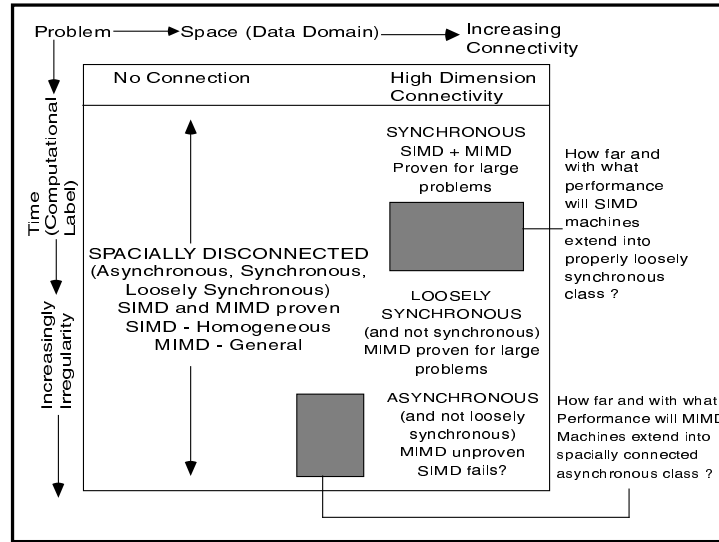 Problem
Space (Data Domain)
Increasing
Connectivity
No Connection
High Dimension
Connectivity
Time
(Computational
Label)
Increasingly
Irregularity
SPACIALLY DISCONNECTED
(Asynchronous, Synchronous,
Loosely Synchronous)
SIMD and MIMD proven
SIMD - Homogeneous
MIMD - General
SYNCHRONOUS
SIMD + MIMD
Proven for large
problems
LOOSELY
SYNCHRONOUS
(and not synchronous)
MIMD proven for large
problems
ASYNCHRONOUS
(and not loosely
synchronous)
MIMD unproven
SIMD fails?
How far and
with what
performance
will SIMD
machines
extend into
properly loosely
synchronous
class ?
How far and with what
Performance will MIMD
Machines extend into
spacially connected
asynchronous class ?